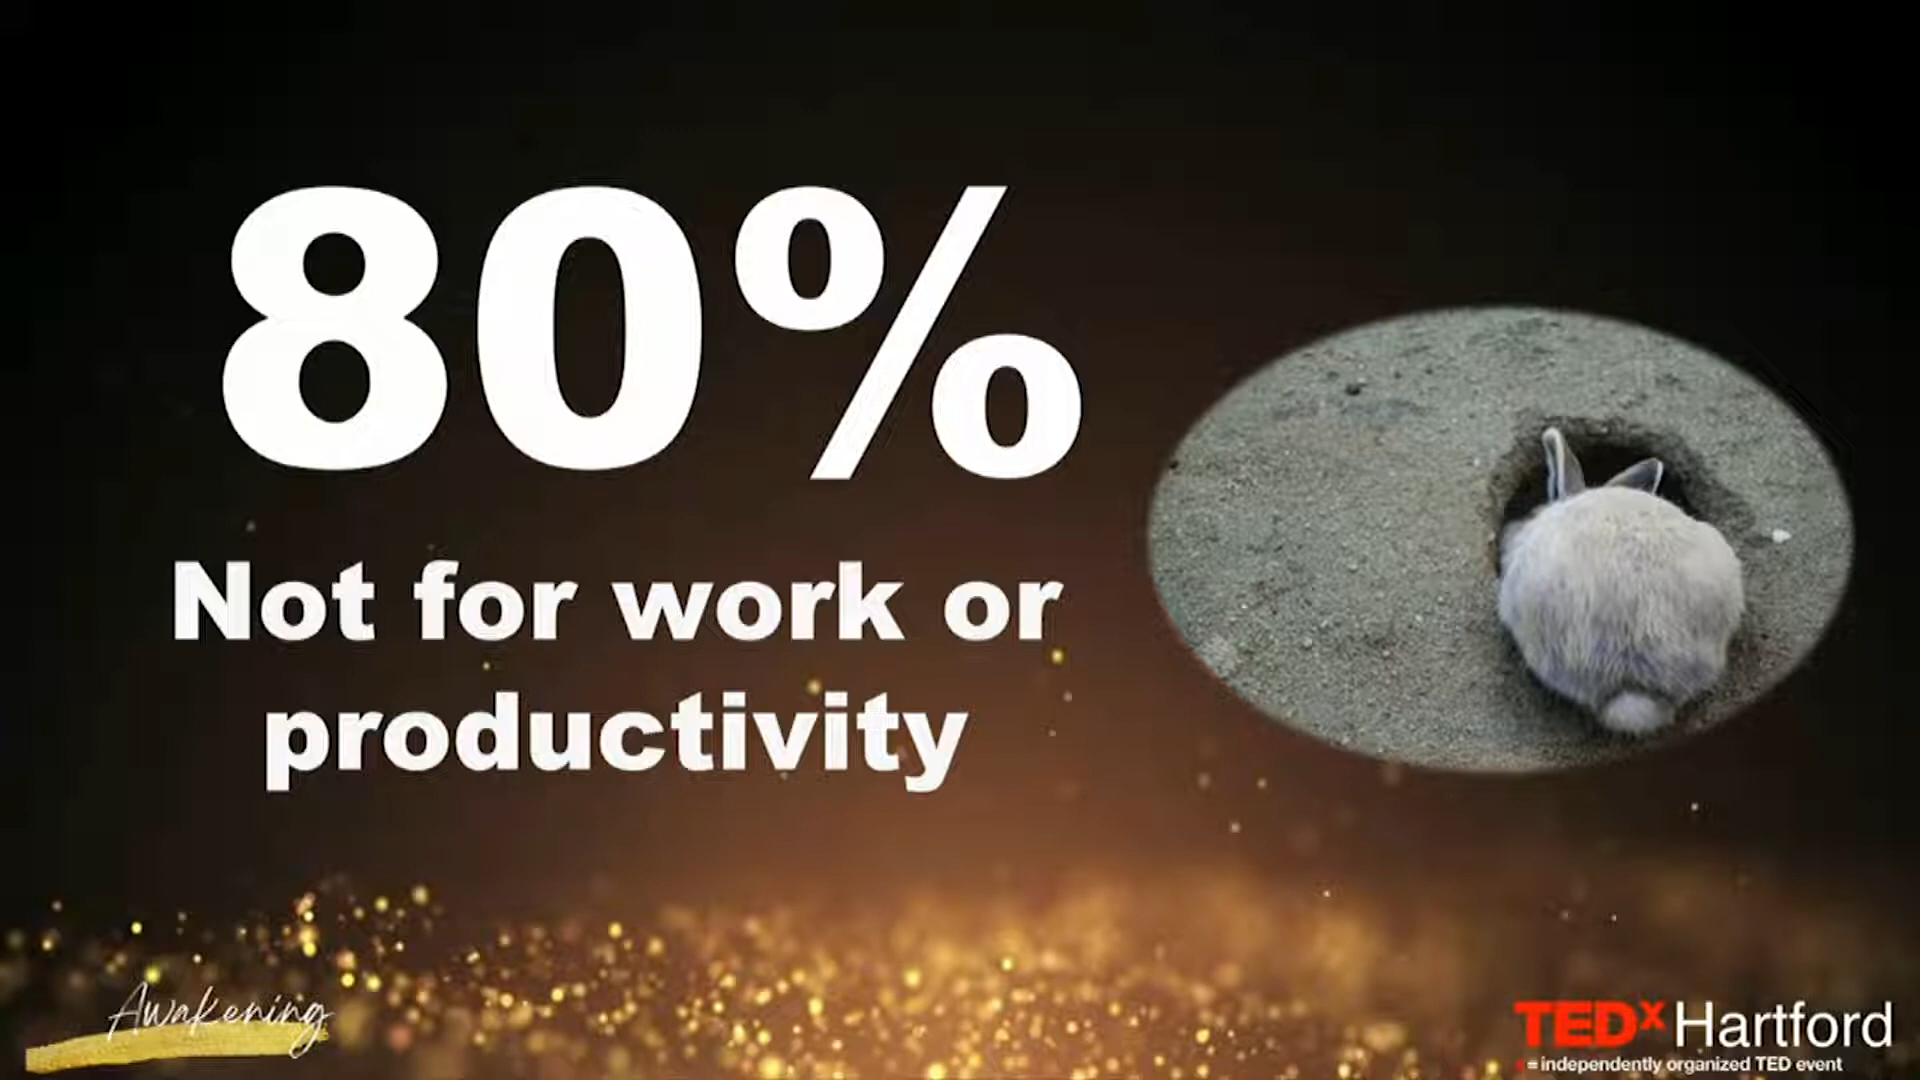 80%
Not for work or
productivity
Awakening
TEDx Hartford
x = independently organized TED event